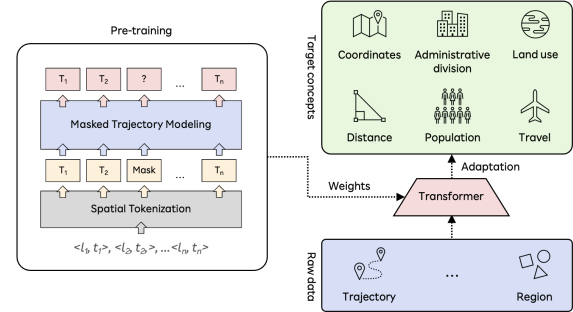 Pre-training
T1 T2 ? ... Tn
Masked Trajectory Modeling
T1 T2 Mask ... Tn
Spatial Tokenization
<l1, t1>, <l2, t2,>, ...<ln, tn>
Target concepts
Coordinates
Administrative
division
Land use
Distance
Population
Travel
Adaptation
Weights
Transformer
Raw data
Trajectory
...
Region